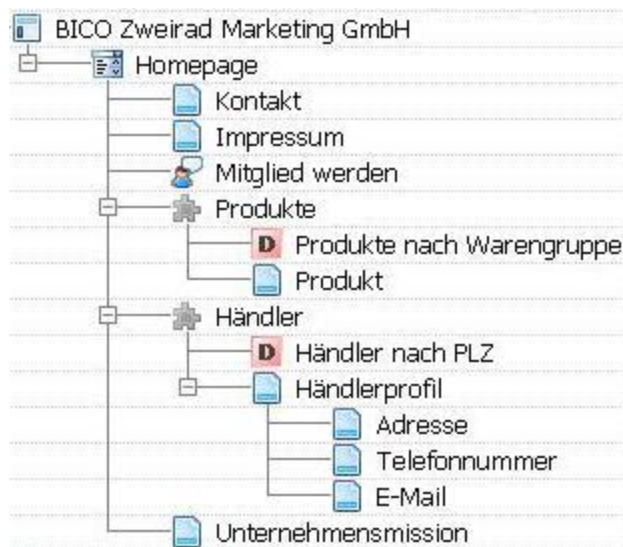 BICO Zweirad Marketing GmbH
Homepage
Kontakt
Impressum
Mitglied werden
Produkte
D Produkte nach Warengruppe
Produkt
Händler
D Händler nach PLZ
Händlerprofil
Adresse
Telefonnummer
E-Mail
Unternehmensmission